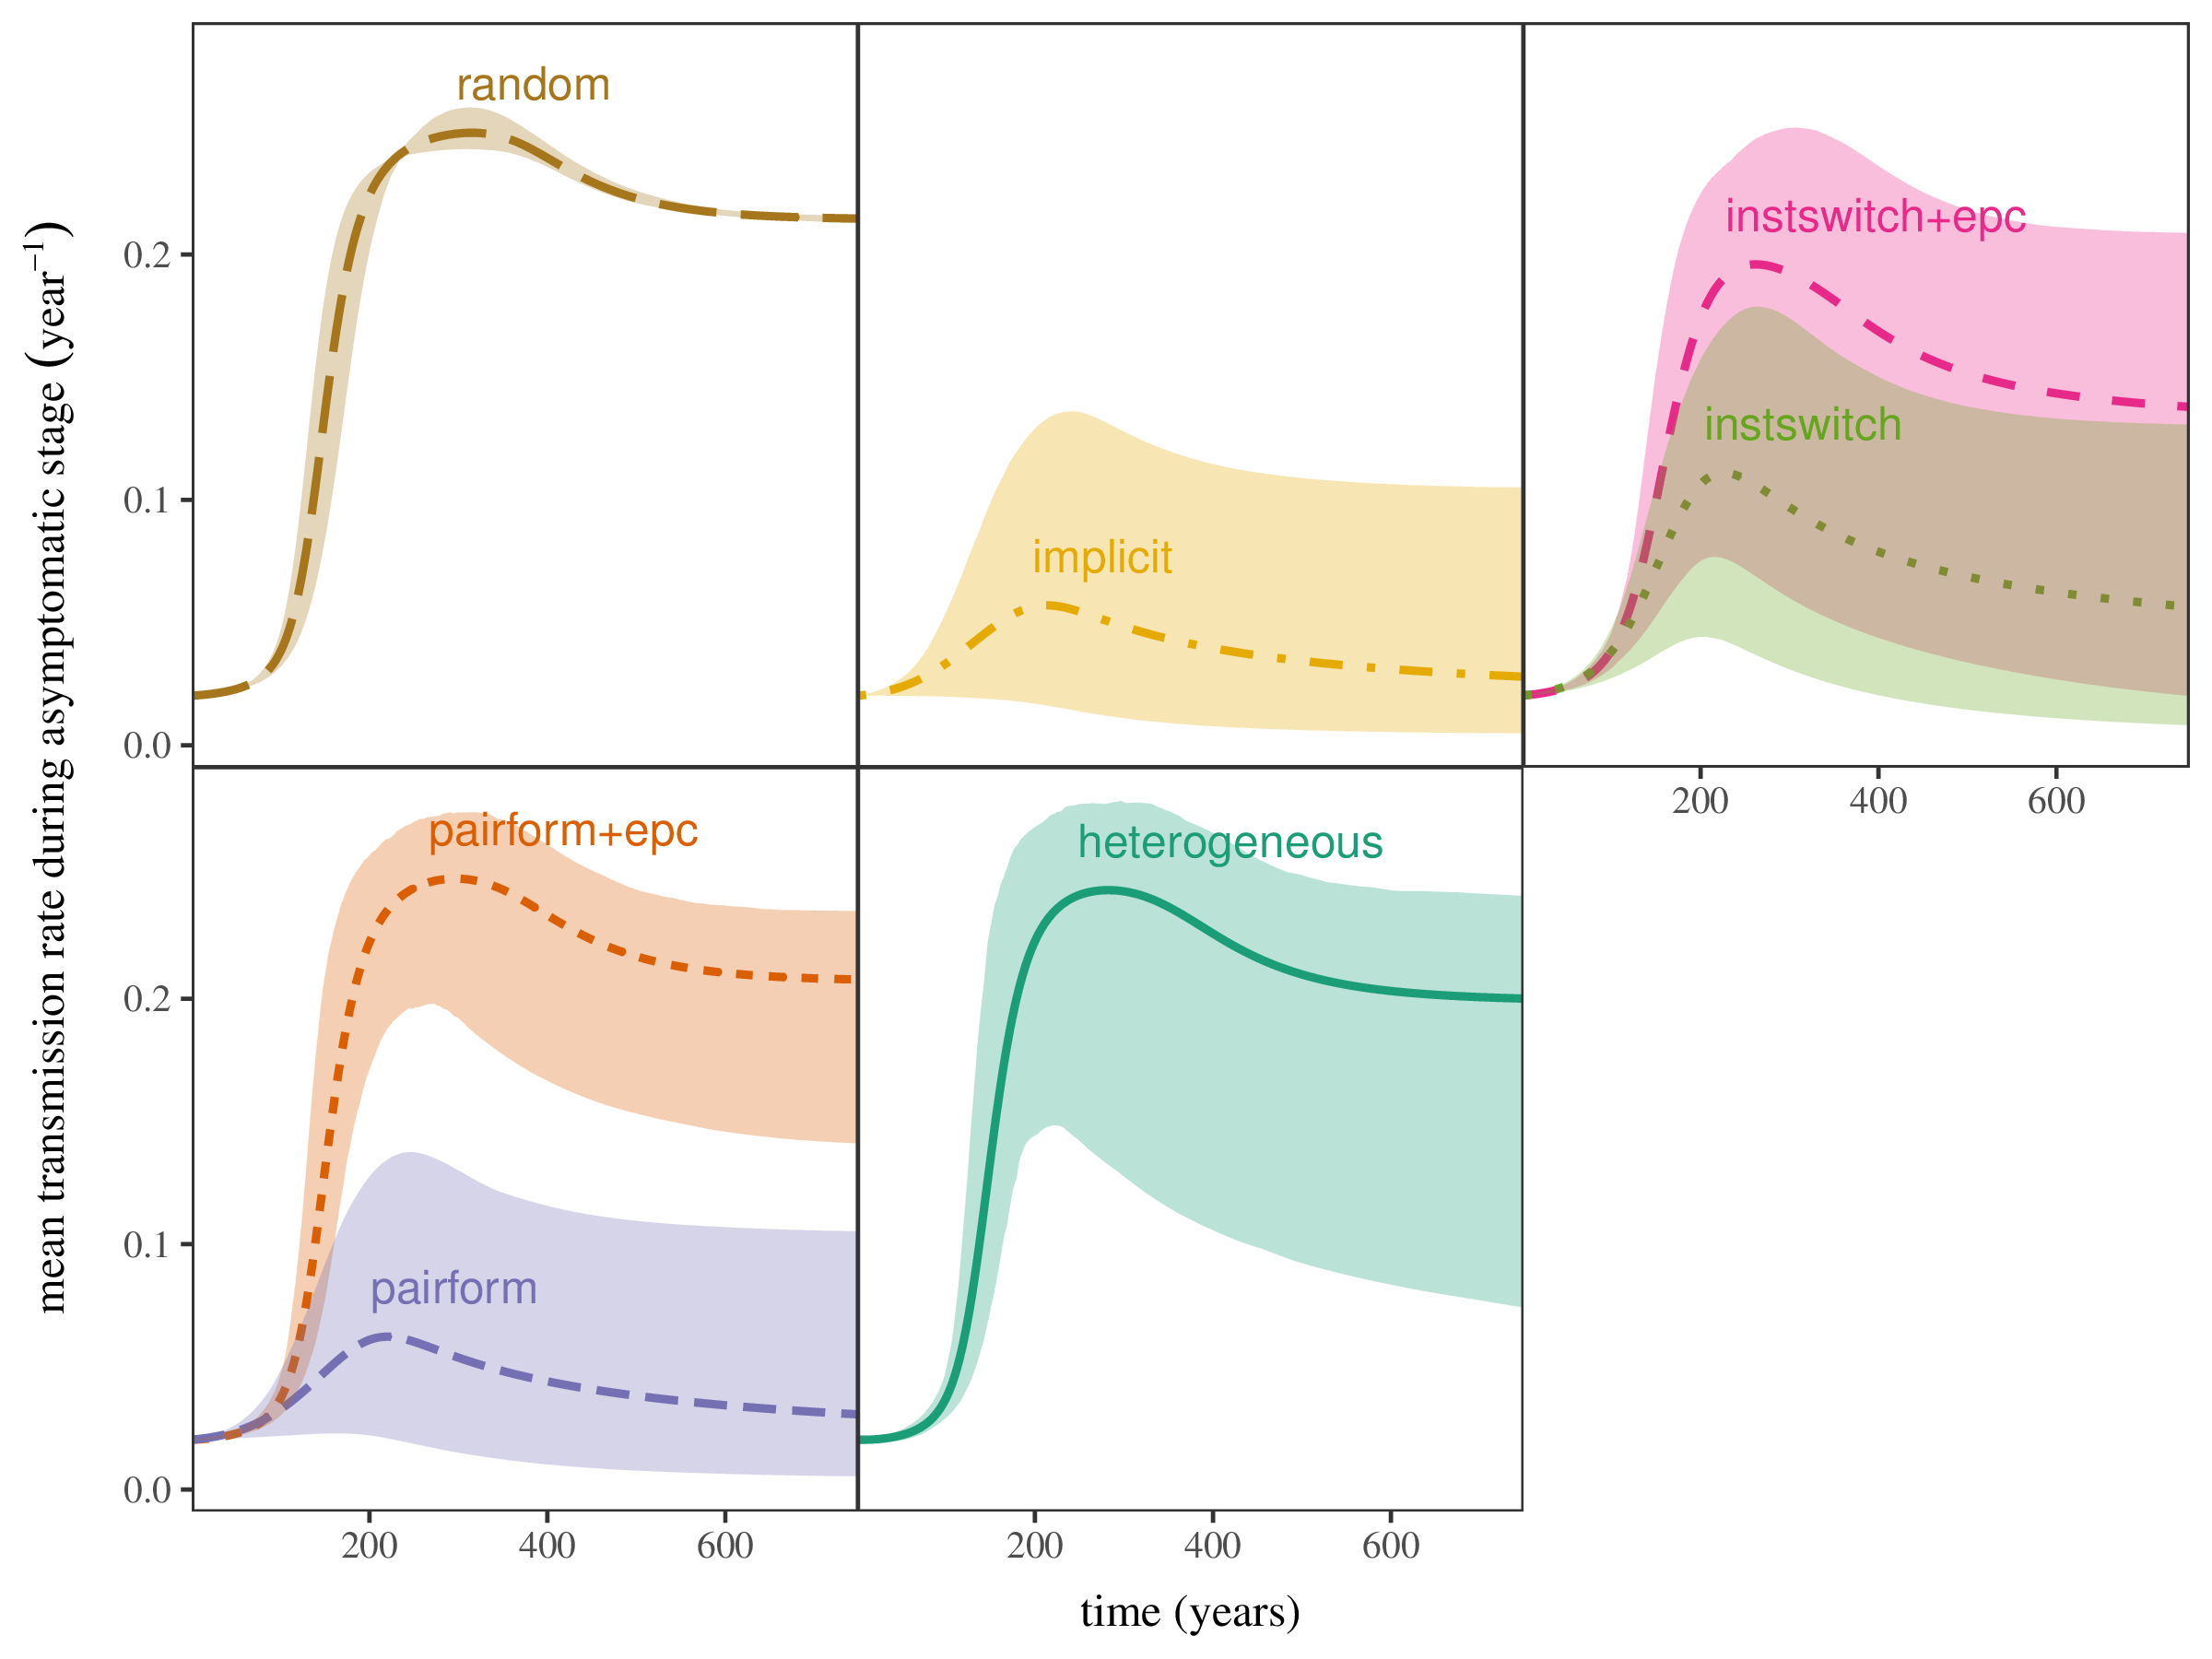 mean transmission rate during asymptomatic stage (year⁻¹)
random
0.2
0.1
0.0
implicit
instswitch+epc
instswitch
200 400 600
pairform+epc
pairform
0.2
0.1
0.0
heterogeneous
200 400 600
200 400 600
time (years)